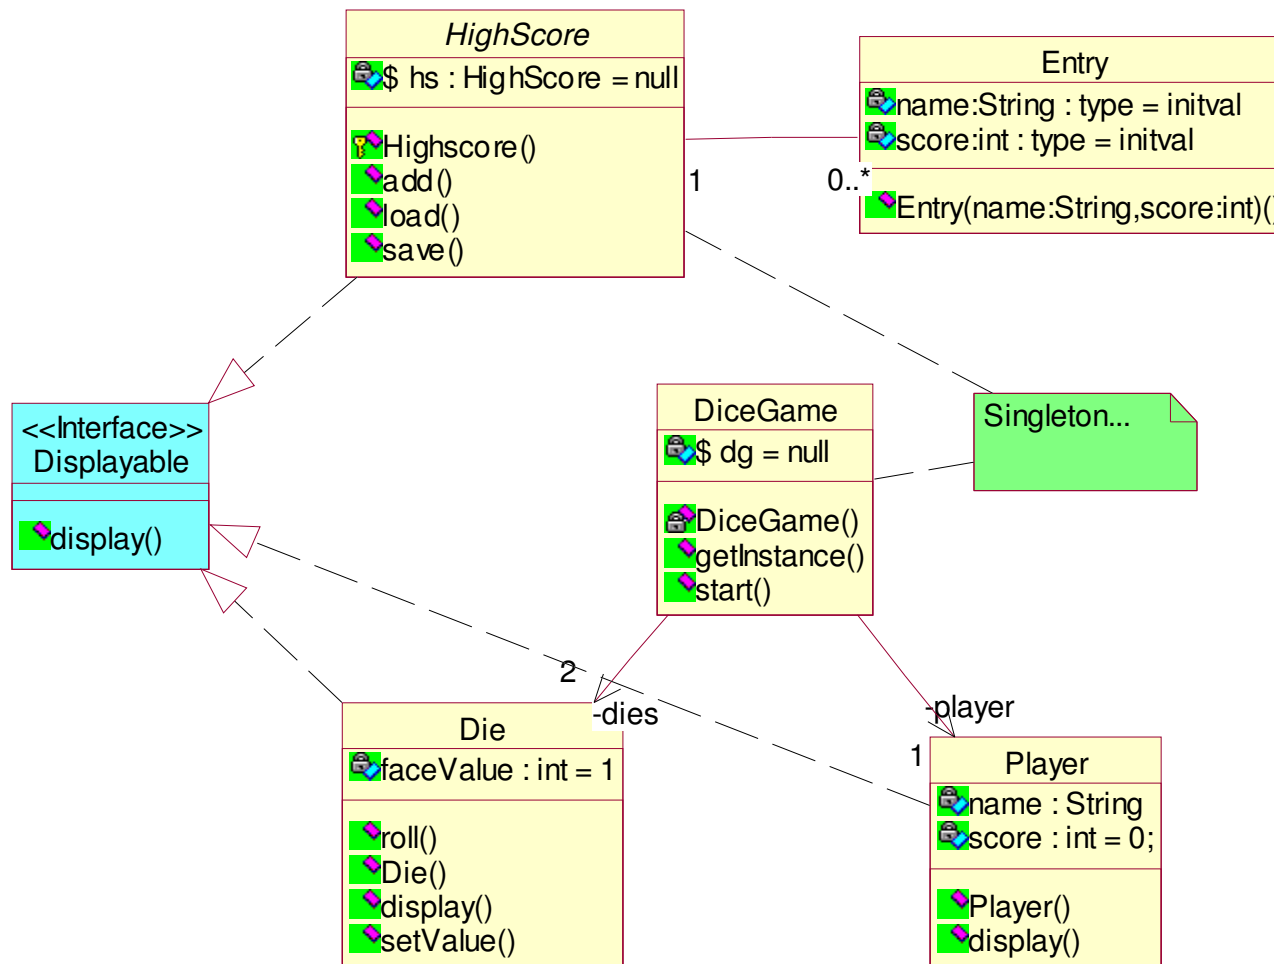 HighScore
$ hs : HighScore = null
Highscore()
add()
load()
save()
Entry
name:String : type = initval
score:int : type = initval
Entry(name:String,score:int)()
1
0..*
<<Interface>>
Displayable
display()
DiceGame
$ dg = null
DiceGame()
getInstance()
start()
Singleton...
2
-dies
-player
1
Die
faceValue : int = 1
roll()
Die()
display()
setValue()
Player
name : String
score : int = 0;
Player()
display()